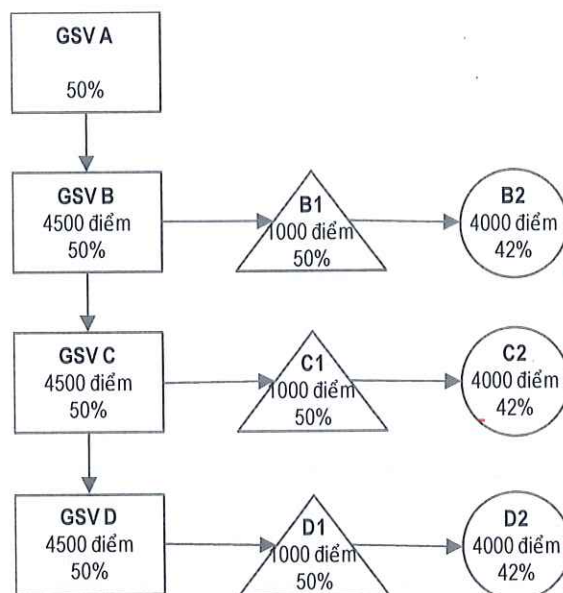 GSV A
50%
GSV B
4500 điểm
50%
B1
1000 điểm
50%
B2
4000 điểm
42%
GSV C
4500 điểm
50%
C1
1000 điểm
50%
C2
4000 điểm
42%
GSV D
4500 điểm
50%
D1
1000 điểm
50%
D2
4000 điểm
42%